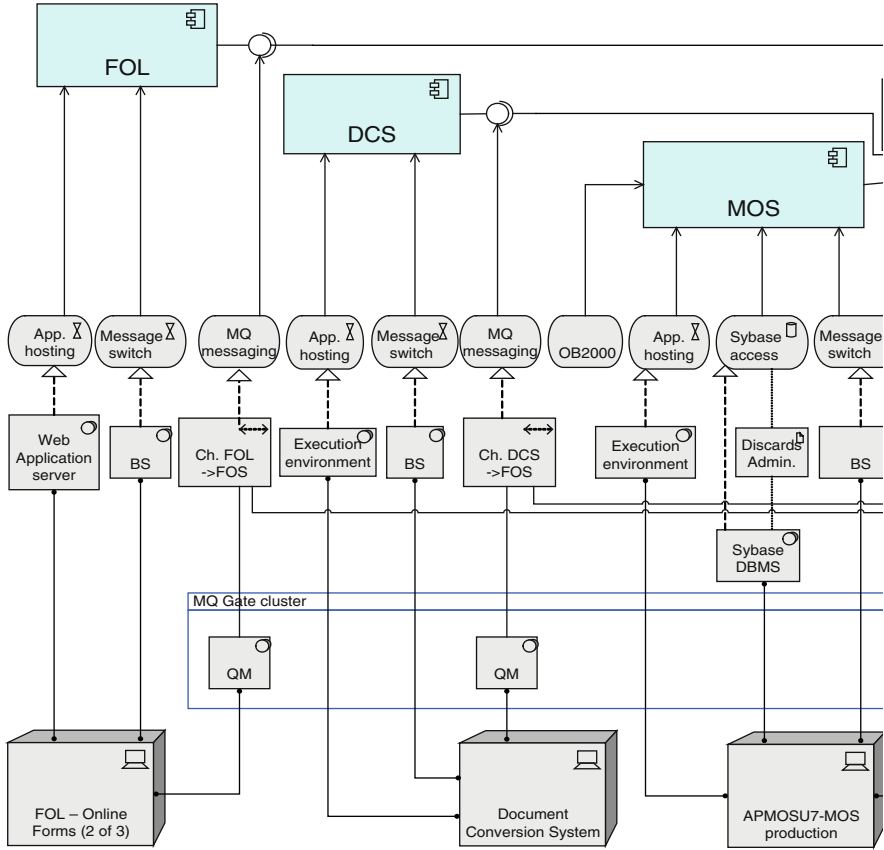 FOL
DCS
MOS
App.
hosting
Message
switch
MQ
messaging
App.
hosting
Message
switch
MQ
messaging
OB2000
App.
hosting
Sybase
access
Message
switch
Web
Application
server
BS
Ch. FOL
->FOS
Execution
environment
BS
Ch. DCS
->FOS
Execution
environment
Discards
Admin.
BS
Sybase
DBMS
MQ Gate cluster
QM
QM
FOL – Online
Forms (2 of 3)
Document
Conversion System
APMOSU7-MOS
production